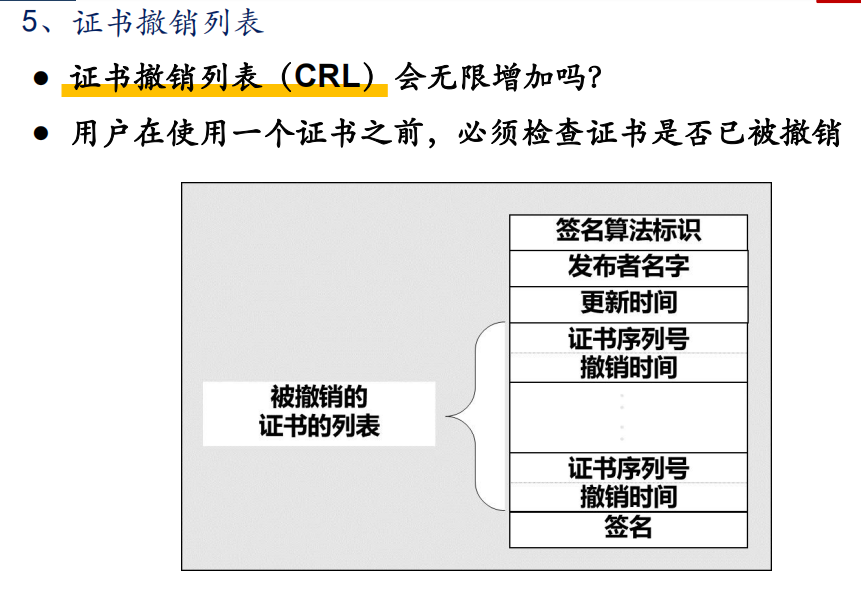 5、证书撤销列表
● 证书撤销列表（CRL）会无限增加吗？
● 用户在使用一个证书之前，必须检查证书是否已被撤销
签名算法标识
发布者名字
更新时间
证书序列号
撤销时间
被撤销的
证书的列表
证书序列号
撤销时间
签名